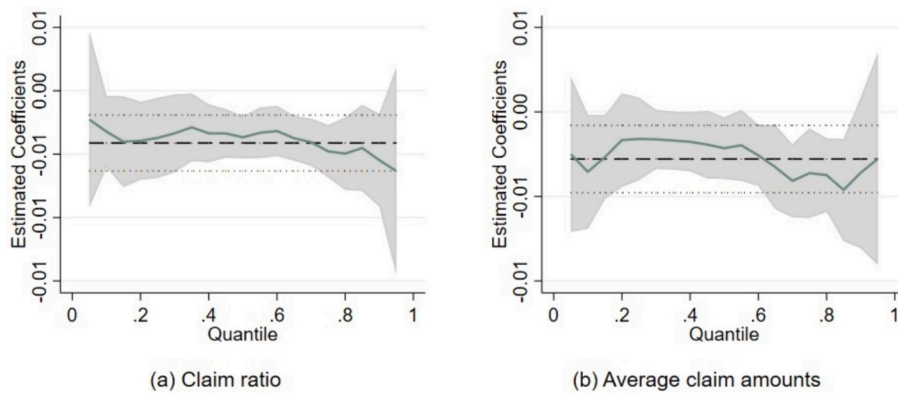 0.01
0.00
-0.01
-0.01
-0.01
Estimated Coefficients
0 .2 .4 .6 .8 1
Quantile
(a) Claim ratio
0.01
0.00
-0.01
-0.01
Estimated Coefficients
0 .2 .4 .6 .8 1
Quantile
(b) Average claim amounts